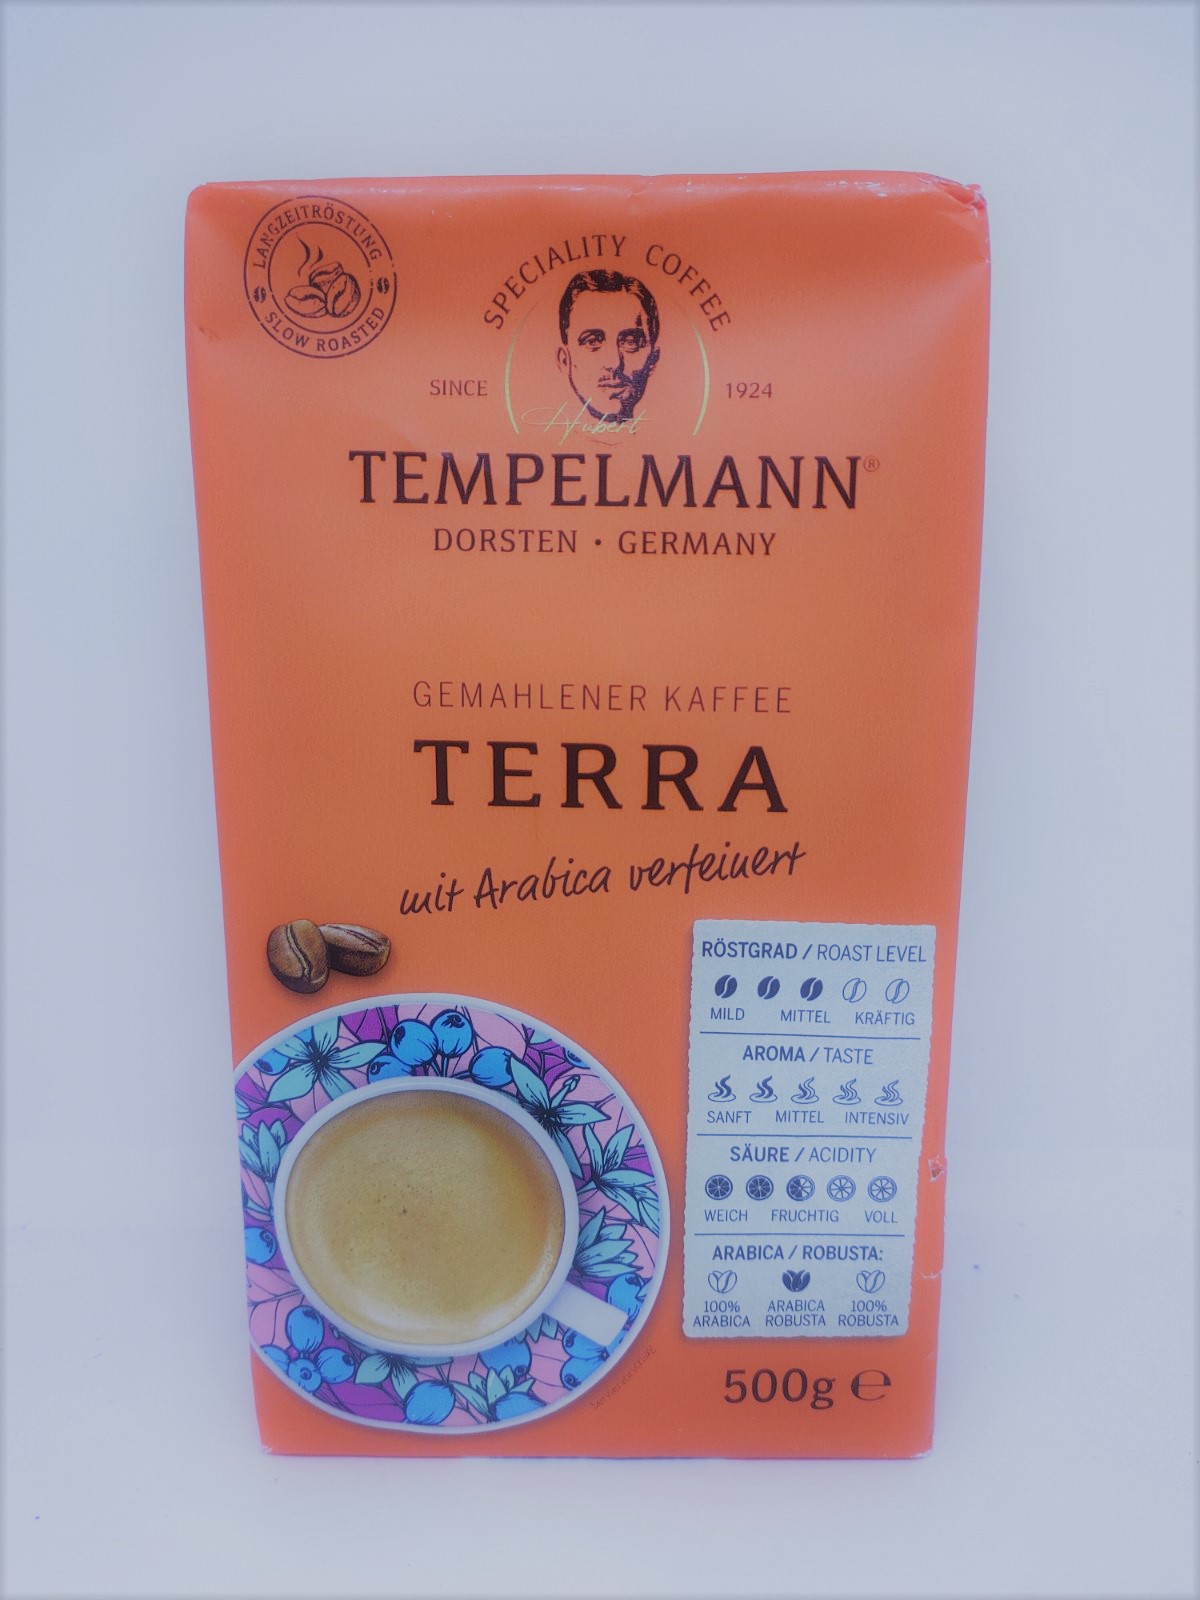 LANGZEITRÖSTUNG
SLOW ROASTED
SPECIALITY COFFEE
SINCE 1924
Hubert
TEMPELMANN®
DORSTEN · GERMANY
GEMAHLENER KAFFEE
TERRA
mit Arabica verfeinert
RÖSTGRAD / ROAST LEVEL
MILD MITTEL KRÄFTIG
AROMA / TASTE
SANFT MITTEL INTENSIV
SÄURE / ACIDITY
WEICH FRUCHTIG VOLL
ARABICA / ROBUSTA:
100% ARABICA 100%
ARABICA ROBUSTA ROBUSTA
500g ℮